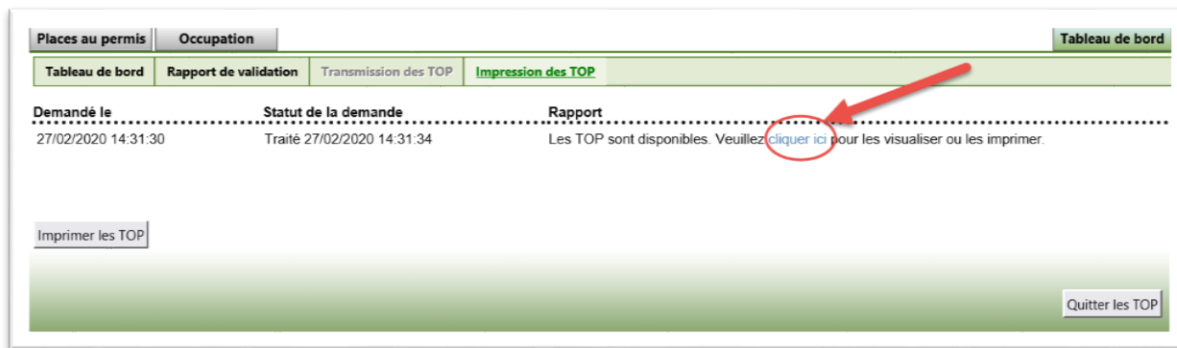 Places au permis Occupation Tableau de bord
Tableau de bord Rapport de validation Transmission des TOP Impression des TOP
Demandé le Statut de la demande Rapport
27/02/2020 14:31:30 Traité 27/02/2020 14:31:34 Les TOP sont disponibles. Veuillez cliquer ici pour les visualiser ou les imprimer.
Imprimer les TOP
Quitter les TOP